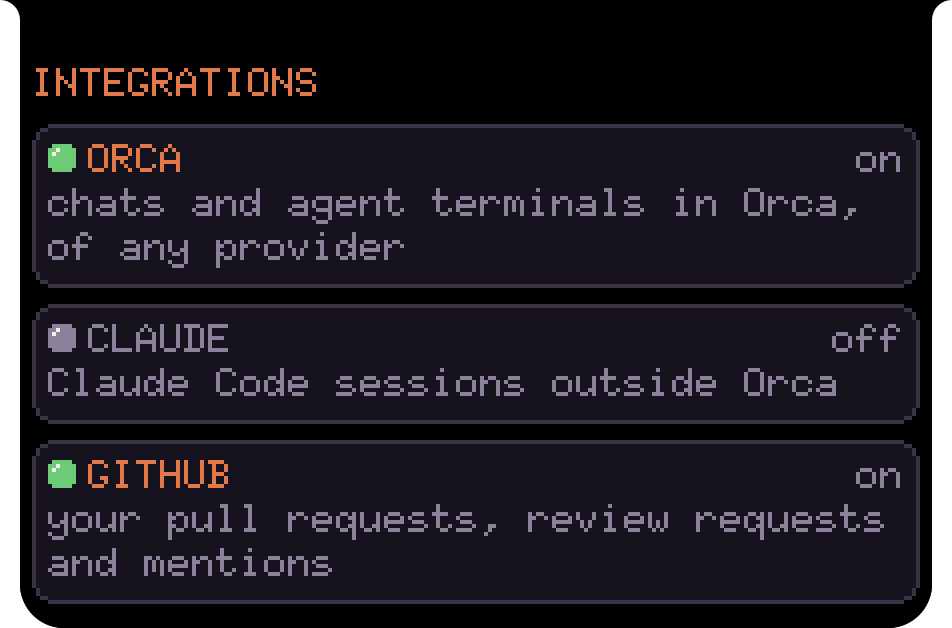 INTEGRATIONS
ORCA on
chats and agent terminals in Orca,
of any provider
CLAUDE off
Claude Code sessions outside Orca
GITHUB on
your pull requests, review requests
and mentions